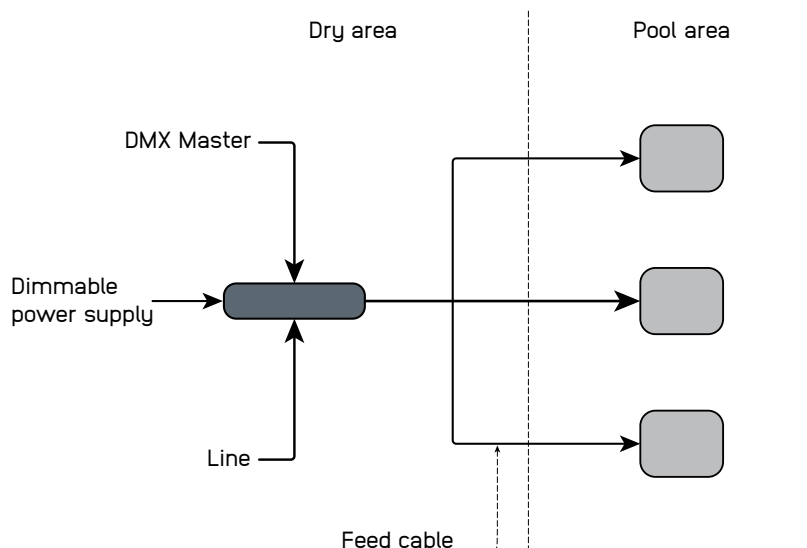 Dry area
Pool area
DMX Master
Dimmable
power supply
Line
Feed cable